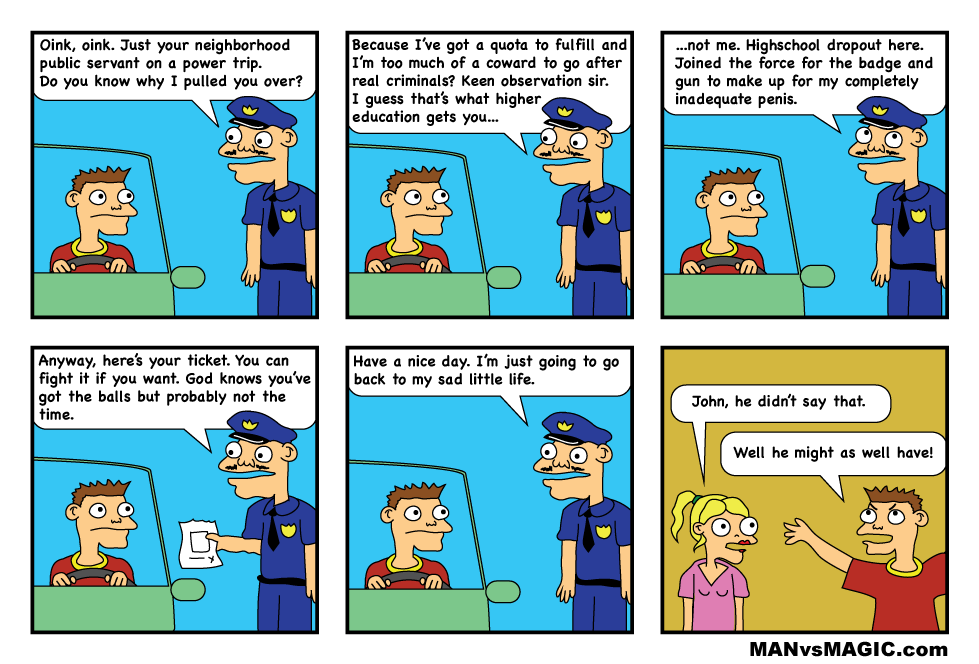 Oink, oink. Just your neighborhood
public servant on a power trip.
Do you know why I pulled you over?
Because I've got a quota to fulfill and
I'm too much of a coward to go after
real criminals? Keen observation sir.
I guess that's what higher
education gets you...
...not me. Highschool dropout here.
Joined the force for the badge and
gun to make up for my completely
inadequate penis.
Anyway, here's your ticket. You can
fight it if you want. God knows you've
got the balls but probably not the
time.
Have a nice day. I'm just going to go
back to my sad little life.
John, he didn't say that.
Well he might as well have!
MANvsMAGIC.com